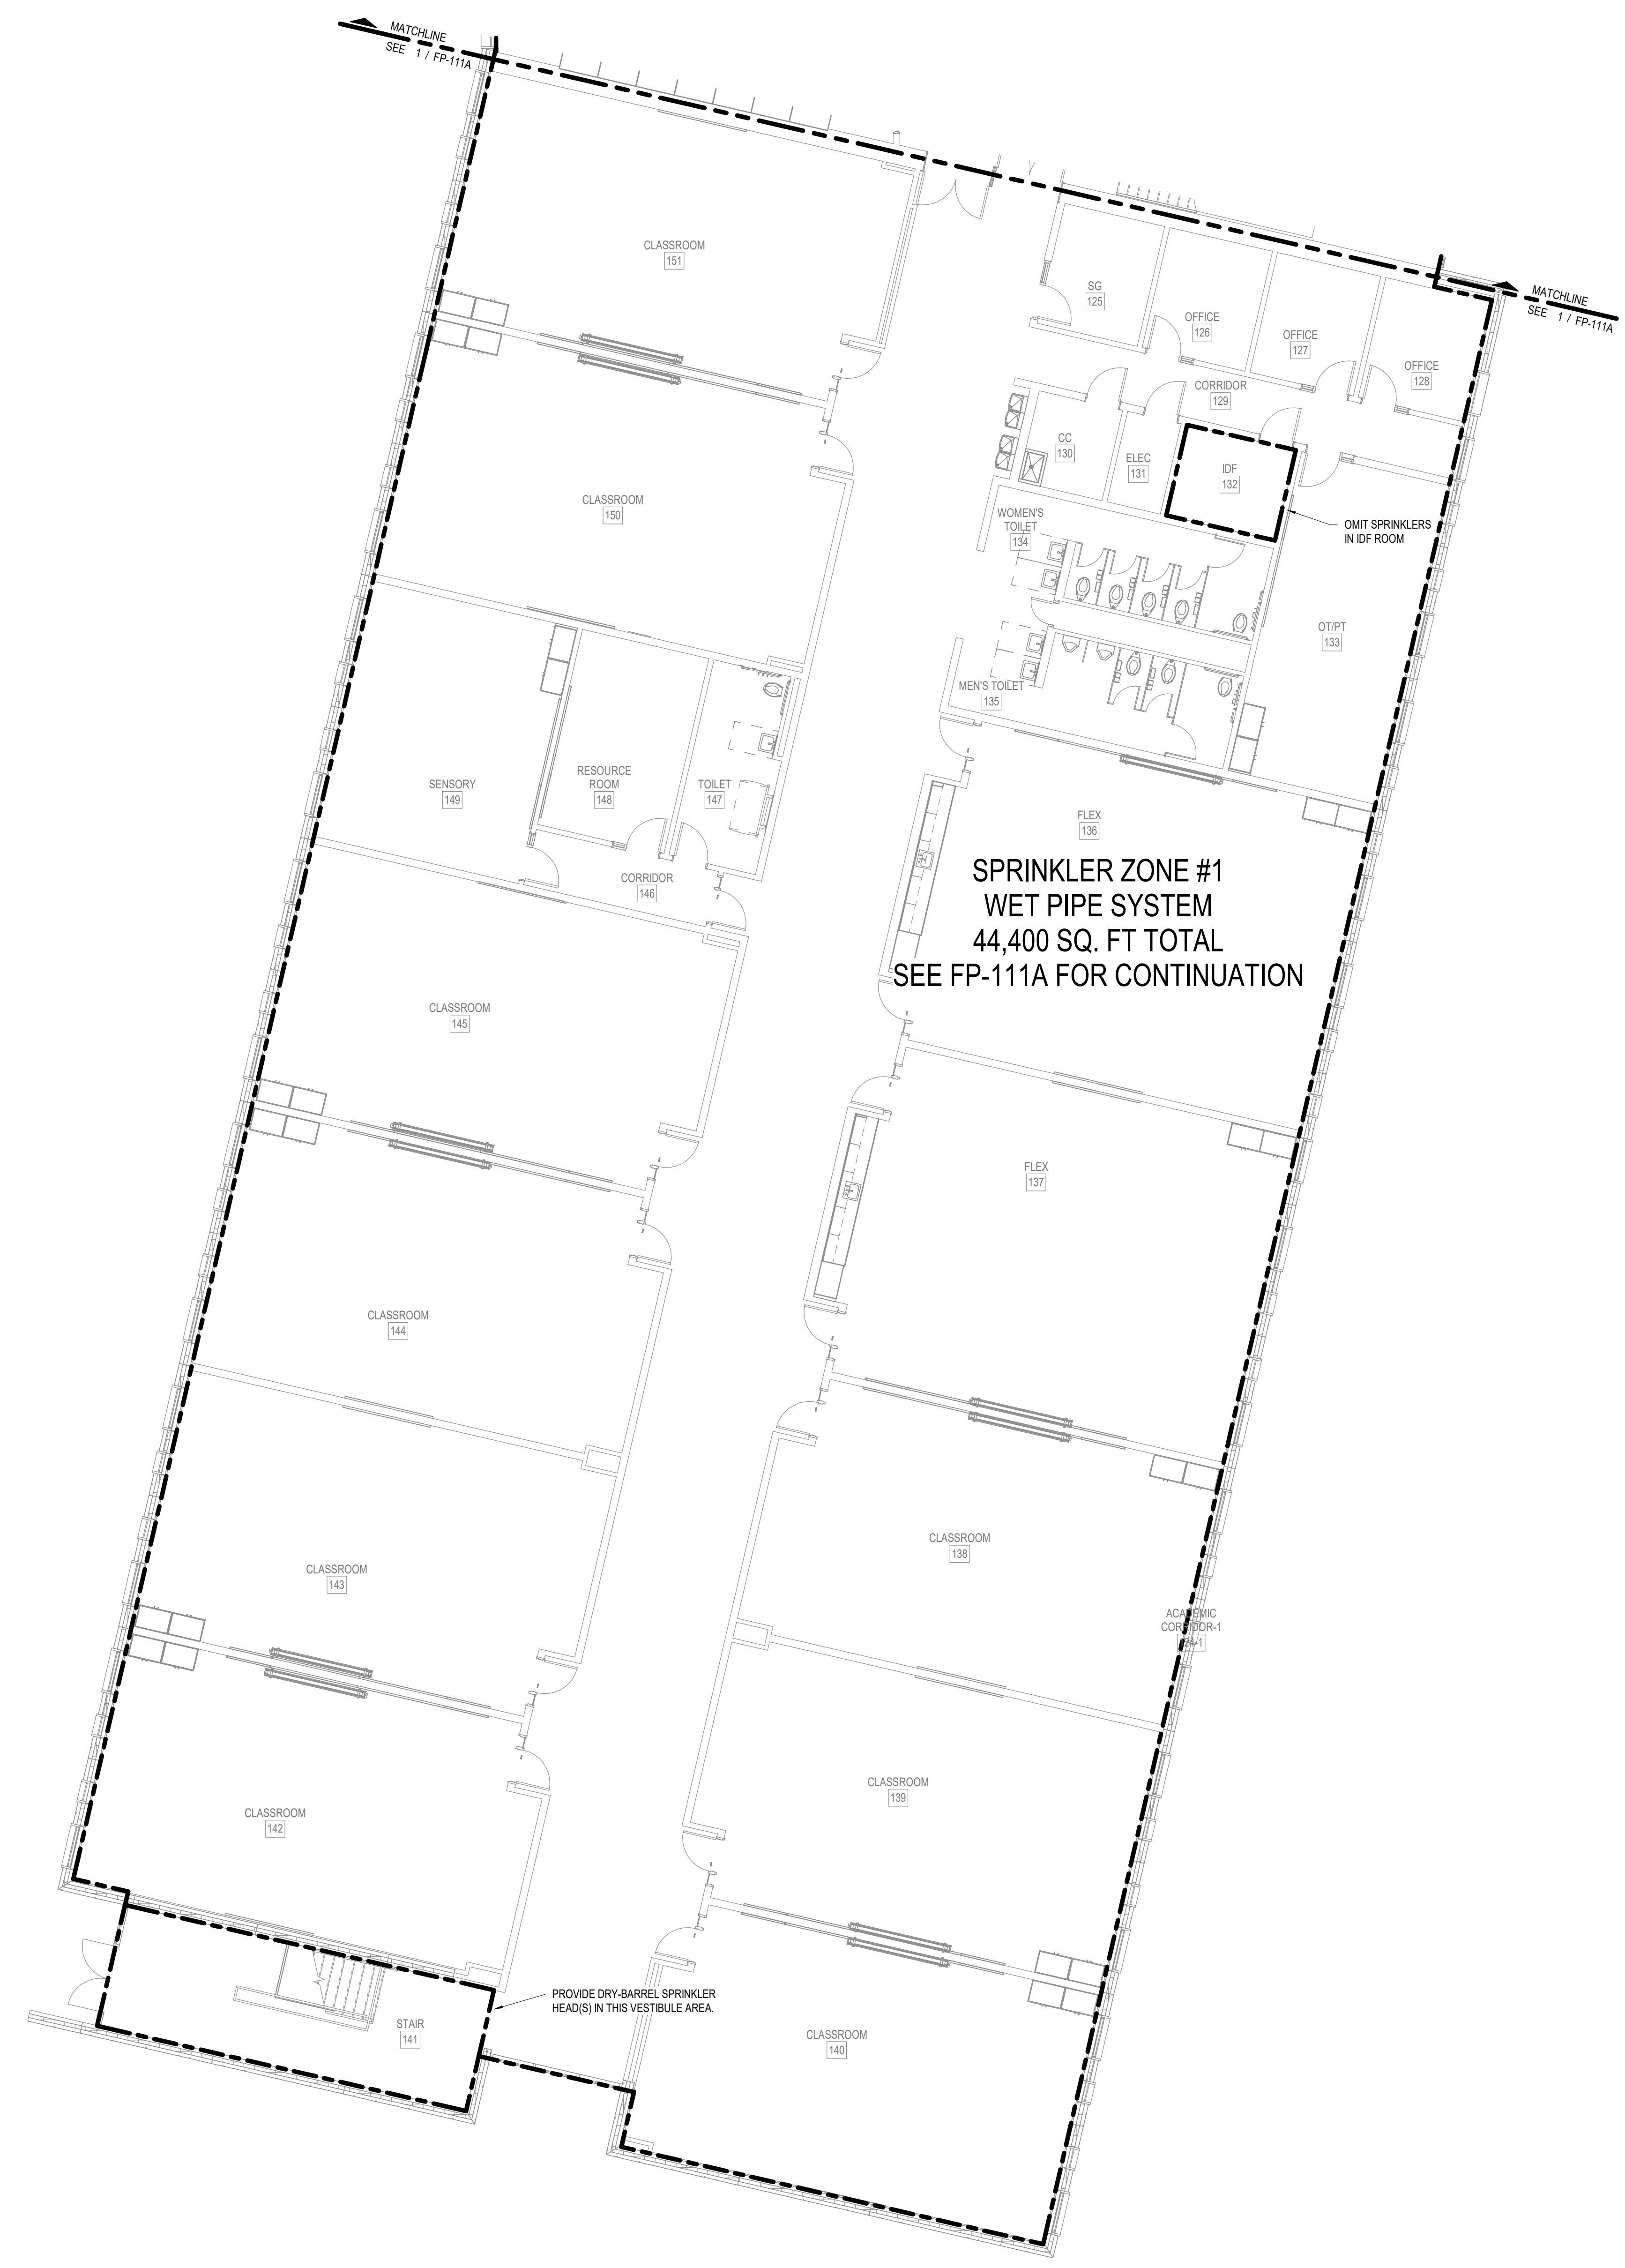 MATCHLINE
SEE 1 / FP-111A
CLASSROOM
151
SG
125
OFFICE
126
OFFICE
127
OFFICE
128
MATCHLINE
SEE 1 / FP-111A
CORRIDOR
129
CC
130
ELEC
131
IDF
132
CLASSROOM
150
WOMEN'S
TOILET
134
OMIT SPRINKLERS
IN IDF ROOM
OT/PT
133
MEN'S TOILET
135
SENSORY
149
RESOURCE
ROOM
148
TOILET
147
FLEX
136
CORRIDOR
146
SPRINKLER ZONE #1
WET PIPE SYSTEM
44,400 SQ. FT TOTAL
SEE FP-111A FOR CONTINUATION
CLASSROOM
145
FLEX
137
CLASSROOM
144
CLASSROOM
138
CLASSROOM
143
ACADEMIC
CORRIDOR-1
CLASSROOM
139
CLASSROOM
142
PROVIDE DRY-BARREL SPRINKLER
HEAD(S) IN THIS VESTIBULE AREA.
STAIR
141
CLASSROOM
140